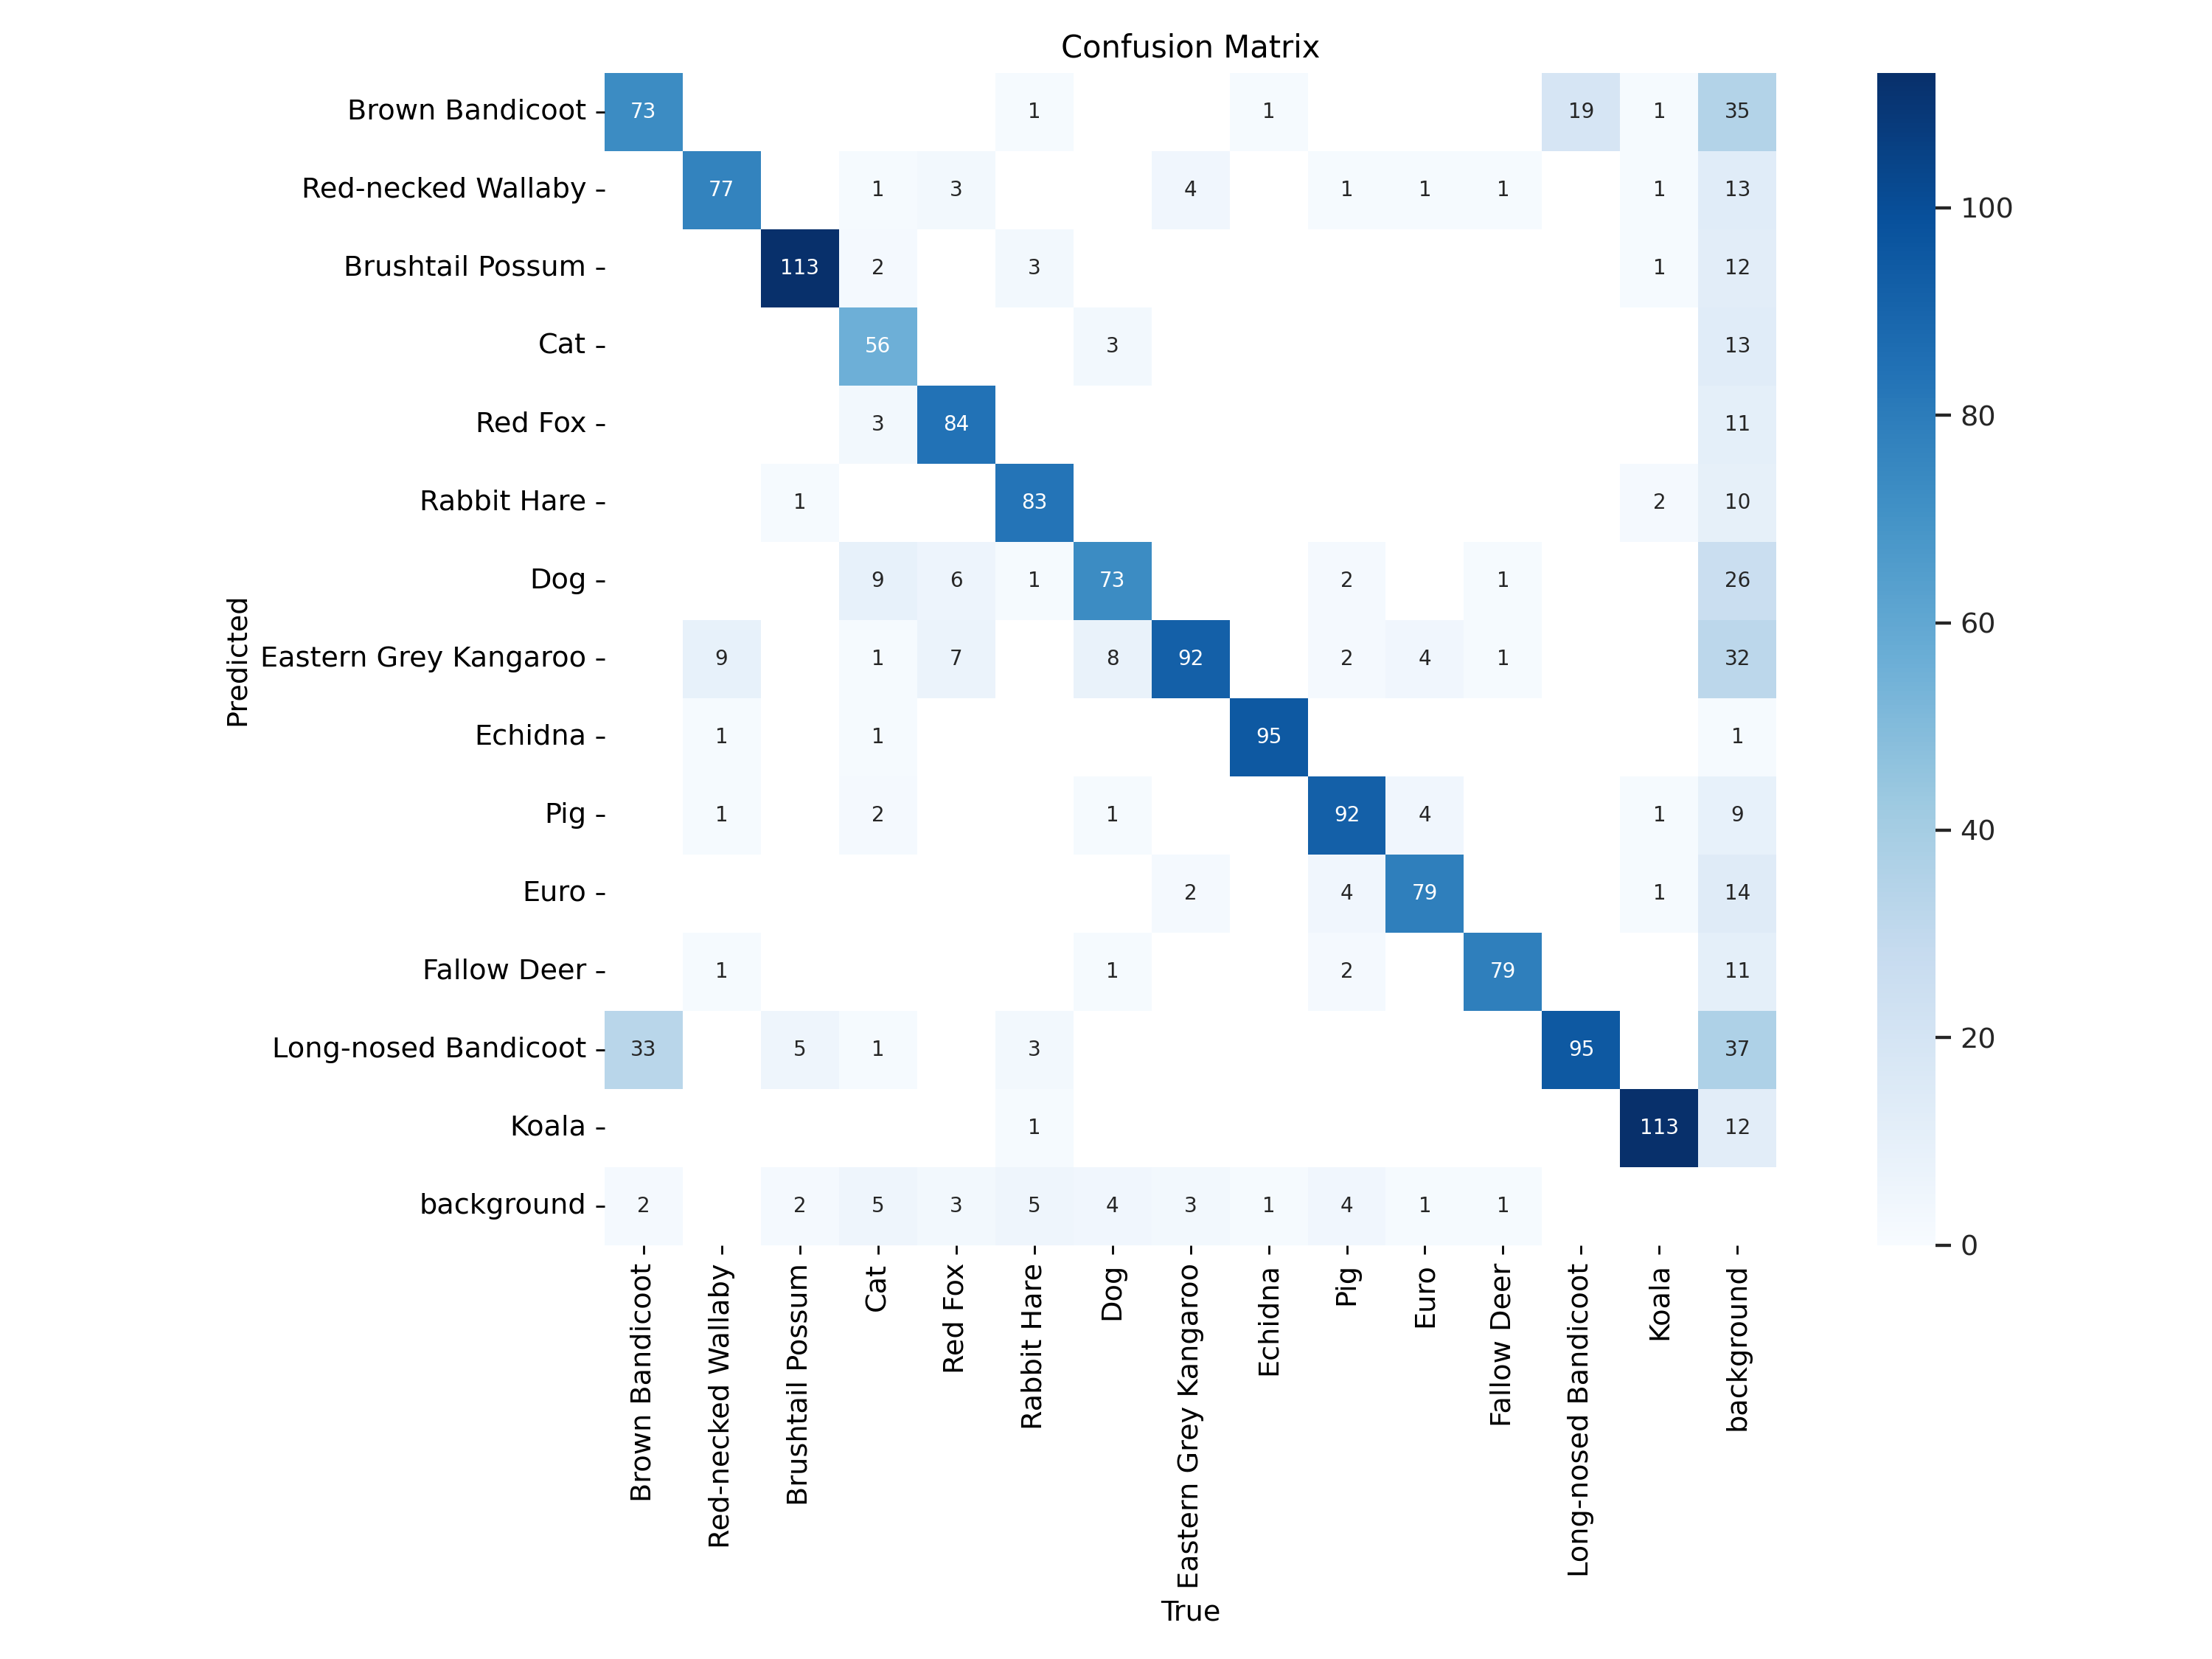 Confusion Matrix
Brown Bandicoot 73 1 1 19 1 35
Red-necked Wallaby 77 1 3 4 1 1 1 1 13
Brushtail Possum 113 2 3 1 12
Cat 56 3 13
Red Fox 3 84 11
Rabbit Hare 1 83 2 10
Dog 9 6 1 73 2 1 26
Eastern Grey Kangaroo 9 1 7 8 92 2 4 1 32
Echidna 1 1 95 1
Pig 1 2 1 92 4 1 9
Euro 2 4 79 1 14
Fallow Deer 1 1 2 79 11
Long-nosed Bandicoot 33 5 1 3 95 37
Koala 1 113 12
background 2 2 5 3 5 4 3 1 4 1 1
Predicted
Brown Bandicoot
Red-necked Wallaby
Brushtail Possum
Cat
Red Fox
Rabbit Hare
Dog
Eastern Grey Kangaroo
Echidna
Pig
Euro
Fallow Deer
Long-nosed Bandicoot
Koala
background
True
100
80
60
40
20
0